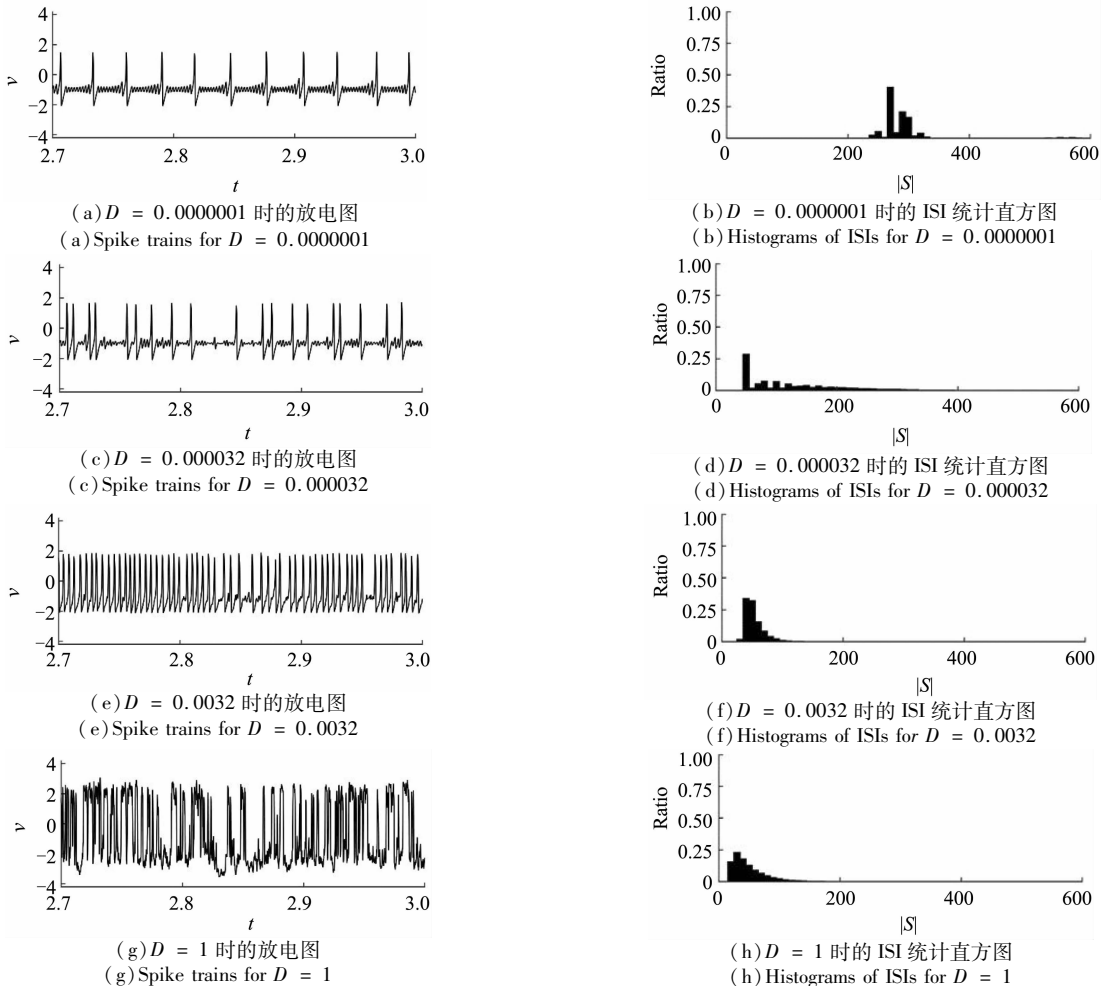 4
2
0
−2
−4
v
2.7
2.8
2.9
3.0
t
(a)D = 0.0000001 时的放电图
(a)Spike trains for D = 0.0000001
1.00
0.75
0.50
0.25
0
Ratio
0
200
400
600
|S|
(b)D = 0.0000001 时的 ISI 统计直方图
(b)Histograms of ISIs for D = 0.0000001
4
2
0
−2
−4
v
2.7
2.8
2.9
3.0
t
(c)D = 0.000032 时的放电图
(c)Spike trains for D = 0.000032
1.00
0.75
0.50
0.25
0
Ratio
0
200
400
600
|S|
(d)D = 0.000032 时的 ISI 统计直方图
(d)Histograms of ISIs for D = 0.000032
4
2
0
−2
−4
v
2.7
2.8
2.9
3.0
t
(e)D = 0.0032 时的放电图
(e)Spike trains for D = 0.0032
1.00
0.75
0.50
0.25
0
Ratio
0
200
400
600
|S|
(f)D = 0.0032 时的 ISI 统计直方图
(f)Histograms of ISIs for D = 0.0032
4
2
0
−2
−4
v
2.7
2.8
2.9
3.0
t
(g)D = 1 时的放电图
(g)Spike trains for D = 1
1.00
0.75
0.50
0.25
0
Ratio
0
200
400
600
|S|
(h)D = 1 时的 ISI 统计直方图
(h)Histograms of ISIs for D = 1